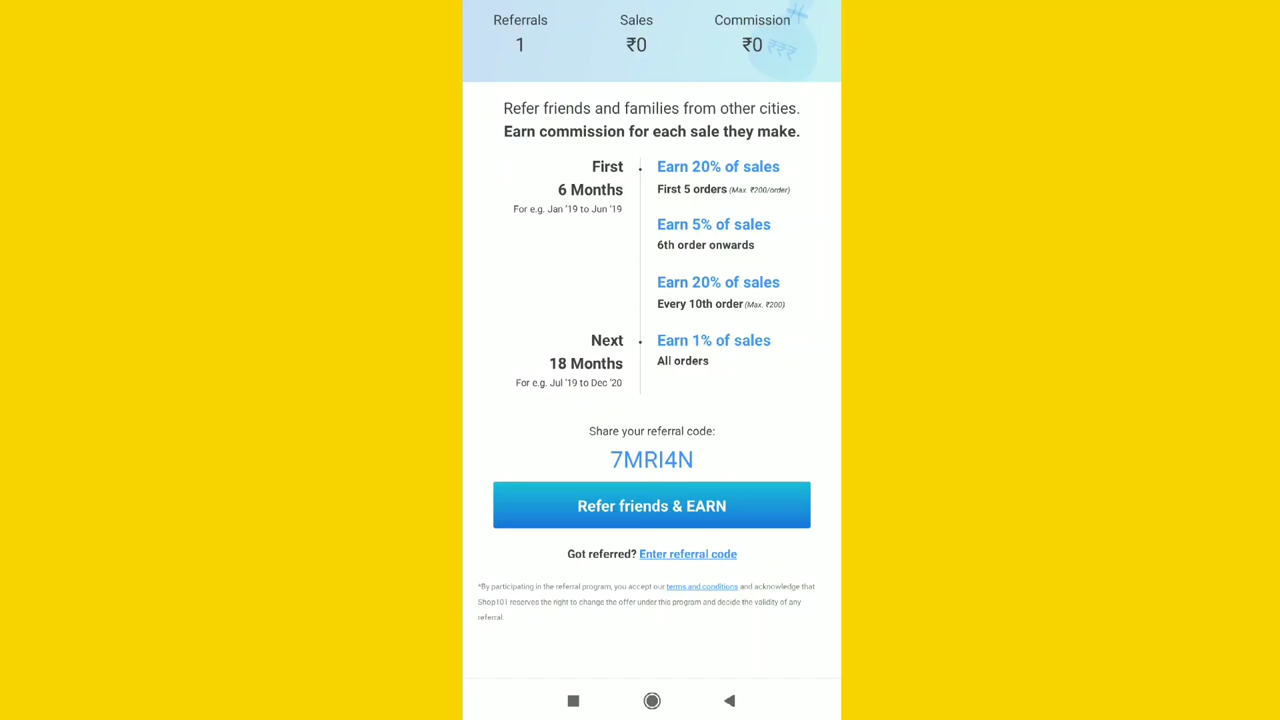 Referrals Sales Commission
1 ₹0 ₹0
₹₹₹
Refer friends and families from other cities.
Earn commission for each sale they make.
First
6 Months
For e.g. Jan '19 to Jun '19
Earn 20% of sales
First 5 orders (Max. ₹200/order)
Earn 5% of sales
6th order onwards
Earn 20% of sales
Every 10th order (Max. ₹200)
Next
18 Months
For e.g. Jul '19 to Dec '20
Earn 1% of sales
All orders
Share your referral code:
7MRI4N
Refer friends & EARN
Got referred? Enter referral code
*By participating in the referral program, you accept our terms and conditions and acknowledge that
Shop101 reserves the right to change the offer under this program and decide the validity of any
referral.